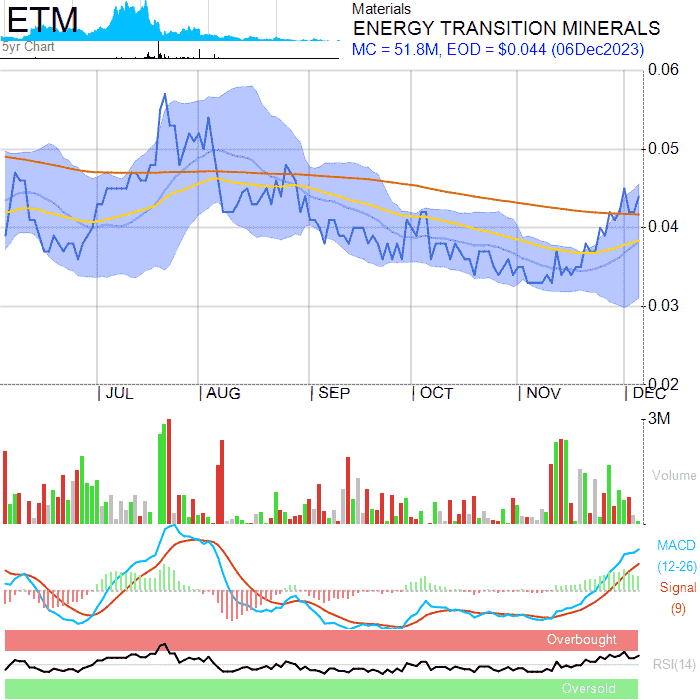 ETM
5yr Chart
Materials
ENERGY TRANSITION MINERALS
MC = 51.8M, EOD = $0.044 (06Dec2023)
0.06
0.05
0.04
0.03
0.02
JUL
AUG
SEP
OCT
NOV
DEC
3M
Volume
MACD
(12-26)
Signal
(9)
Overbought
RSI(14)
Oversold